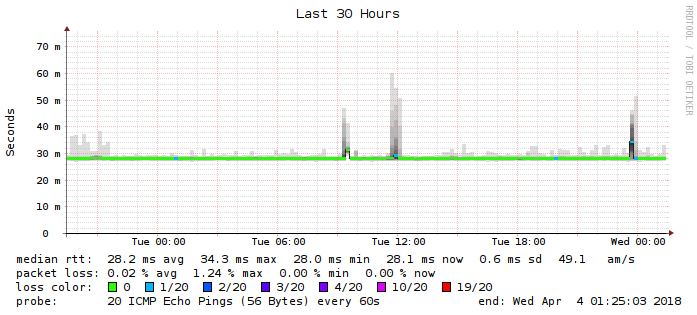 Last 30 Hours
RRDTOOL / TOBI OETIKER
Seconds
70 m
60 m
50 m
40 m
30 m
20 m
10 m
0
Tue 00:00 Tue 06:00 Tue 12:00 Tue 18:00 Wed 00:00
median rtt: 28.2 ms avg 34.3 ms max 28.0 ms min 28.1 ms now 0.6 ms sd 49.1 am/s
packet loss: 0.02 % avg 1.24 % max 0.00 % min 0.00 % now
loss color: 0 1/20 2/20 3/20 4/20 10/20 19/20
probe: 20 ICMP Echo Pings (56 Bytes) every 60s end: Wed Apr 4 01:25:03 2018